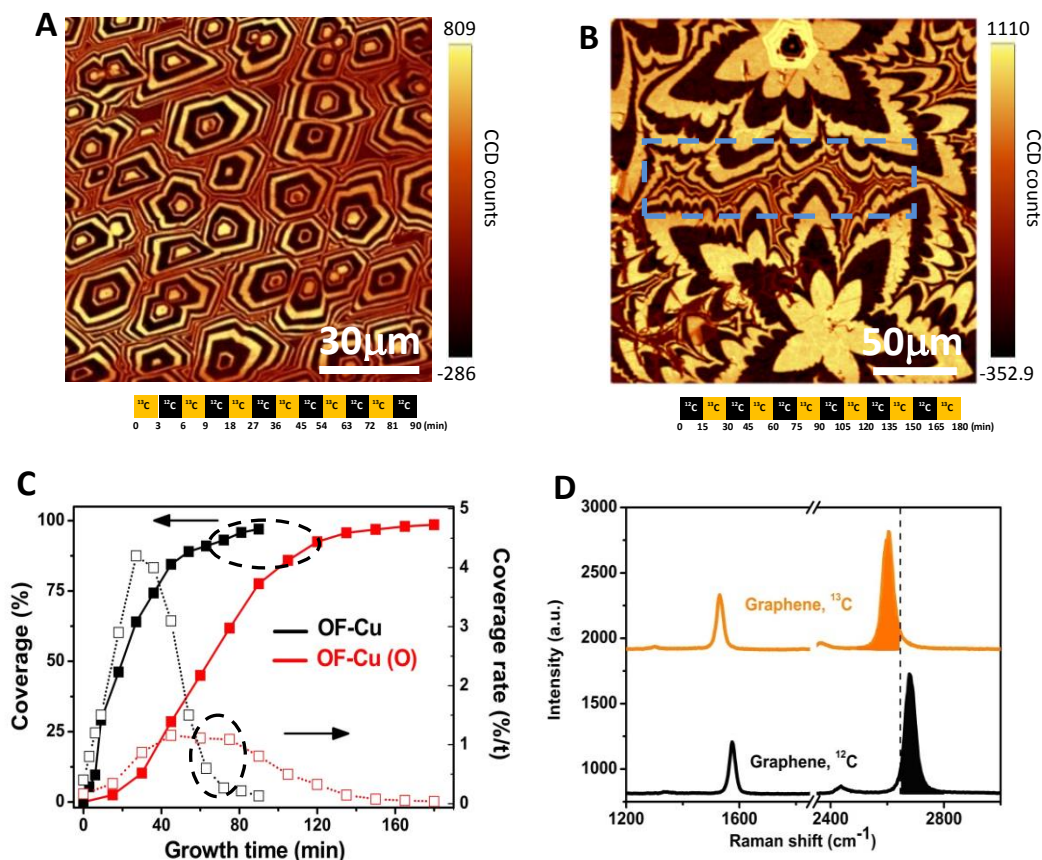 A
809
CCD counts
-286
30μm
¹³C ¹²C ¹³C ¹²C ¹³C ¹²C ¹³C ¹²C ¹³C ¹²C ¹³C ¹²C
0 3 6 9 18 27 36 45 54 63 72 81 90 (min)
B
1110
CCD counts
-352.9
50μm
¹²C ¹³C ¹²C ¹³C ¹²C ¹³C ¹²C ¹³C ¹²C ¹³C ¹²C ¹³C
0 15 30 45 60 75 90 105 120 135 150 165 180 (min)
C
Coverage (%)
100
75
50
25
0
5
4
3
2
1
0
Coverage rate (%/t)
OF-Cu
OF-Cu (O)
0 40 80 120 160
Growth time (min)
D
Intensity (a.u.)
3000
2500
2000
1500
1000
Graphene, ¹³C
Graphene, ¹²C
1200 1600 2400 2800
Raman shift (cm⁻¹)